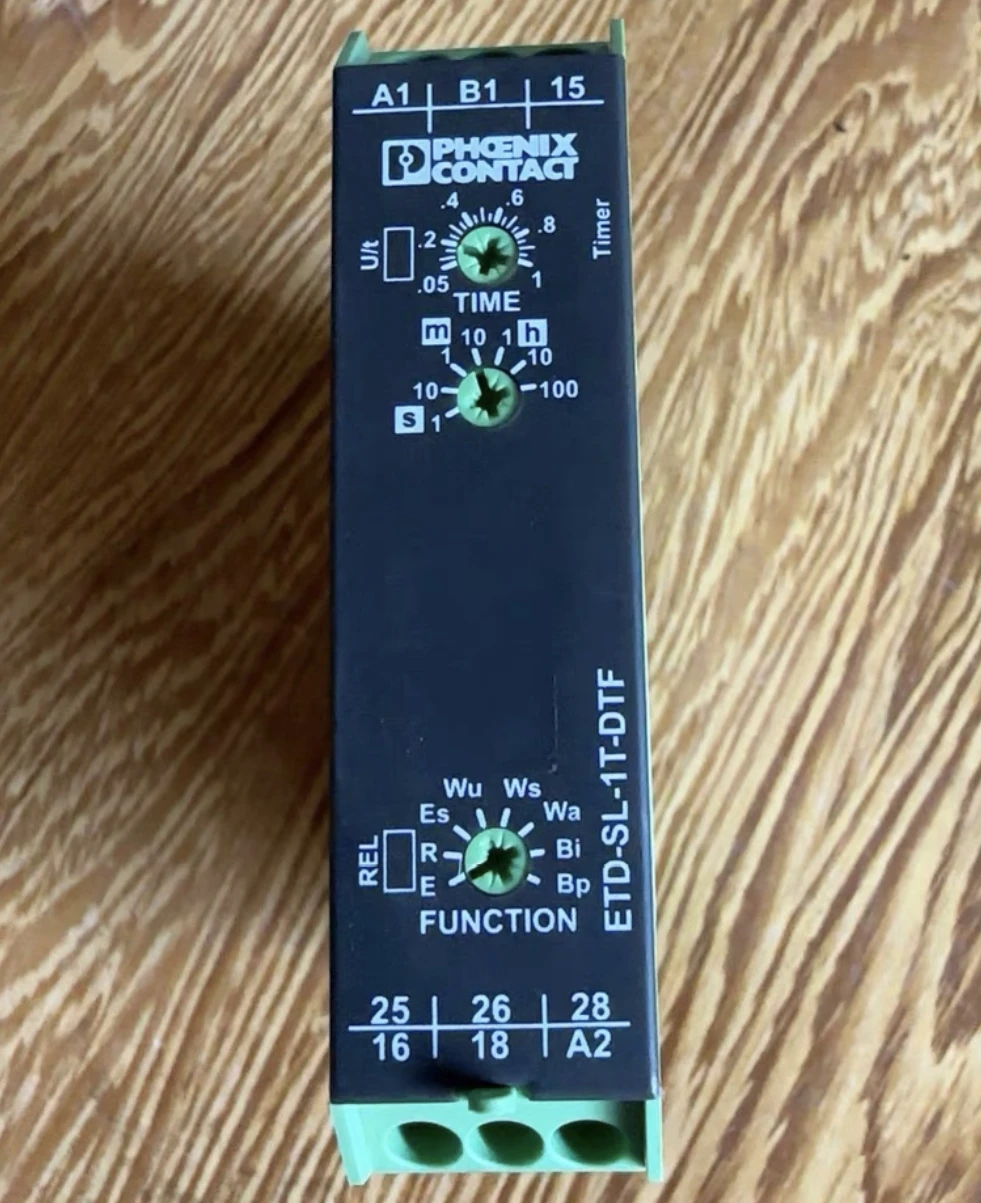 A1 B1 15
PHŒNIX
CONTACT
Timer
U/t
.05 .2 .4 .6 .8 1
TIME
s 1 10 m 1 10 h 1 10 100
ETD-SL-1T-DTF
REL
E R Es Wu Ws Wa Bi Bp
FUNCTION
25 26 28
16 18 A2